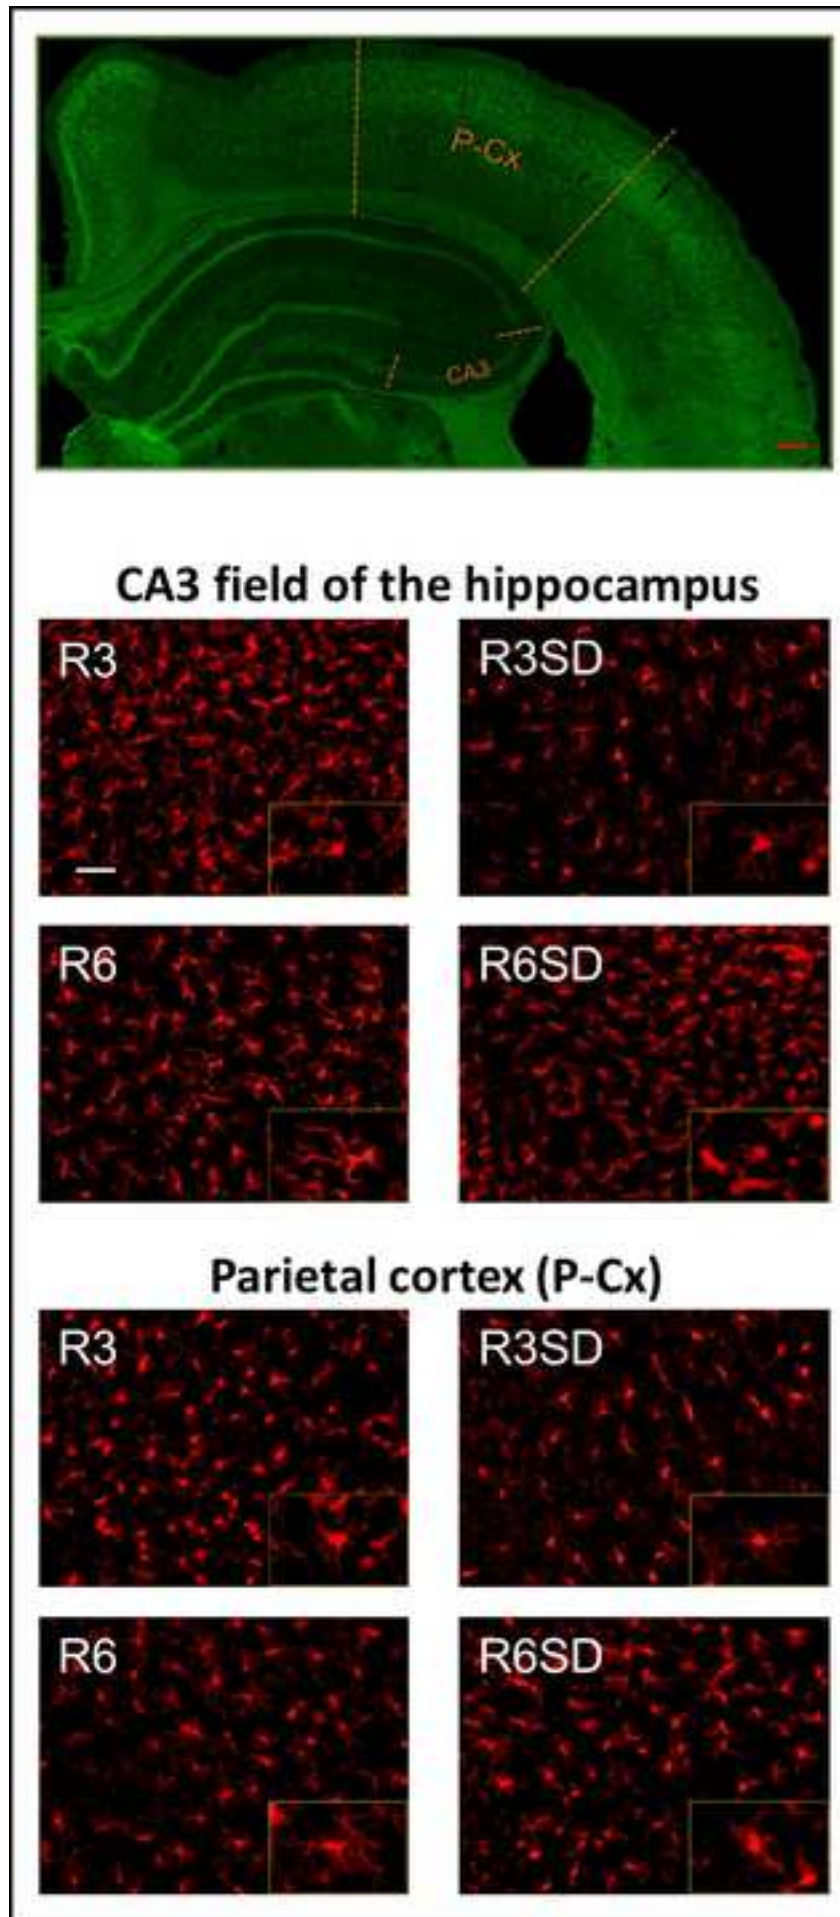 P-Cx
CA3
CA3 field of the hippocampus
R3
R3SD
R6
R6SD
Parietal cortex (P-Cx)
R3
R3SD
R6
R6SD